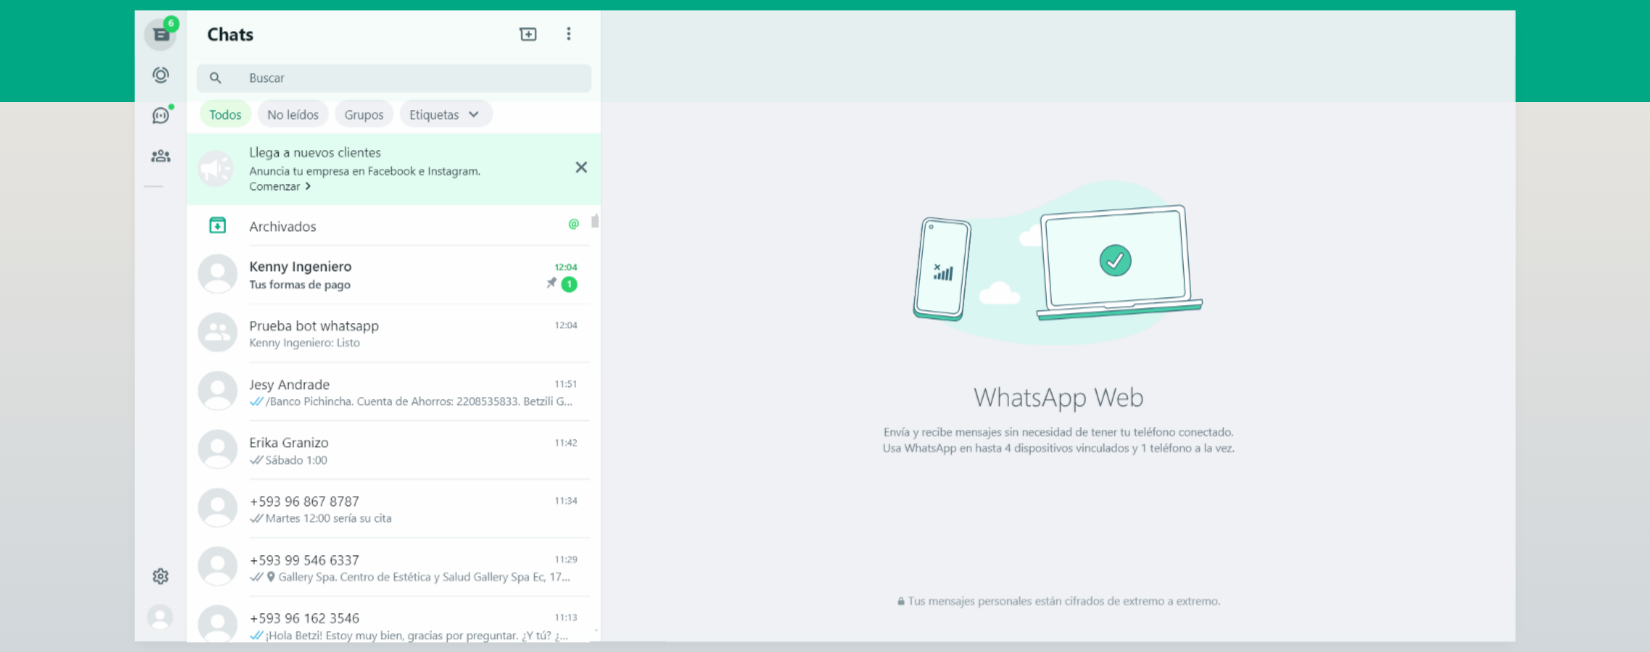 6
Chats
Buscar
Todos
No leídos
Grupos
Etiquetas
Llega a nuevos clientes
Anuncia tu empresa en Facebook e Instagram.
Comenzar
Archivados
@
Kenny Ingeniero
12:04
Tus formas de pago
1
Prueba bot whatsapp
12:04
Kenny Ingeniero: Listo
Jesy Andrade
11:51
/Banco Pichincha. Cuenta de Ahorros: 2208535833. Betzili G...
Erika Granizo
11:42
Sábado 1:00
+593 96 867 8787
11:34
Martes 12:00 sería su cita
+593 99 546 6337
11:29
Gallery Spa. Centro de Estética y Salud Gallery Spa Ec, 17...
+593 96 162 3546
11:13
¡Hola Betzi! Estoy muy bien, gracias por preguntar. ¿Y tú? ¿...
WhatsApp Web
Envía y recibe mensajes sin necesidad de tener tu teléfono conectado.
Usa WhatsApp en hasta 4 dispositivos vinculados y 1 teléfono a la vez.
Tus mensajes personales están cifrados de extremo a extremo.